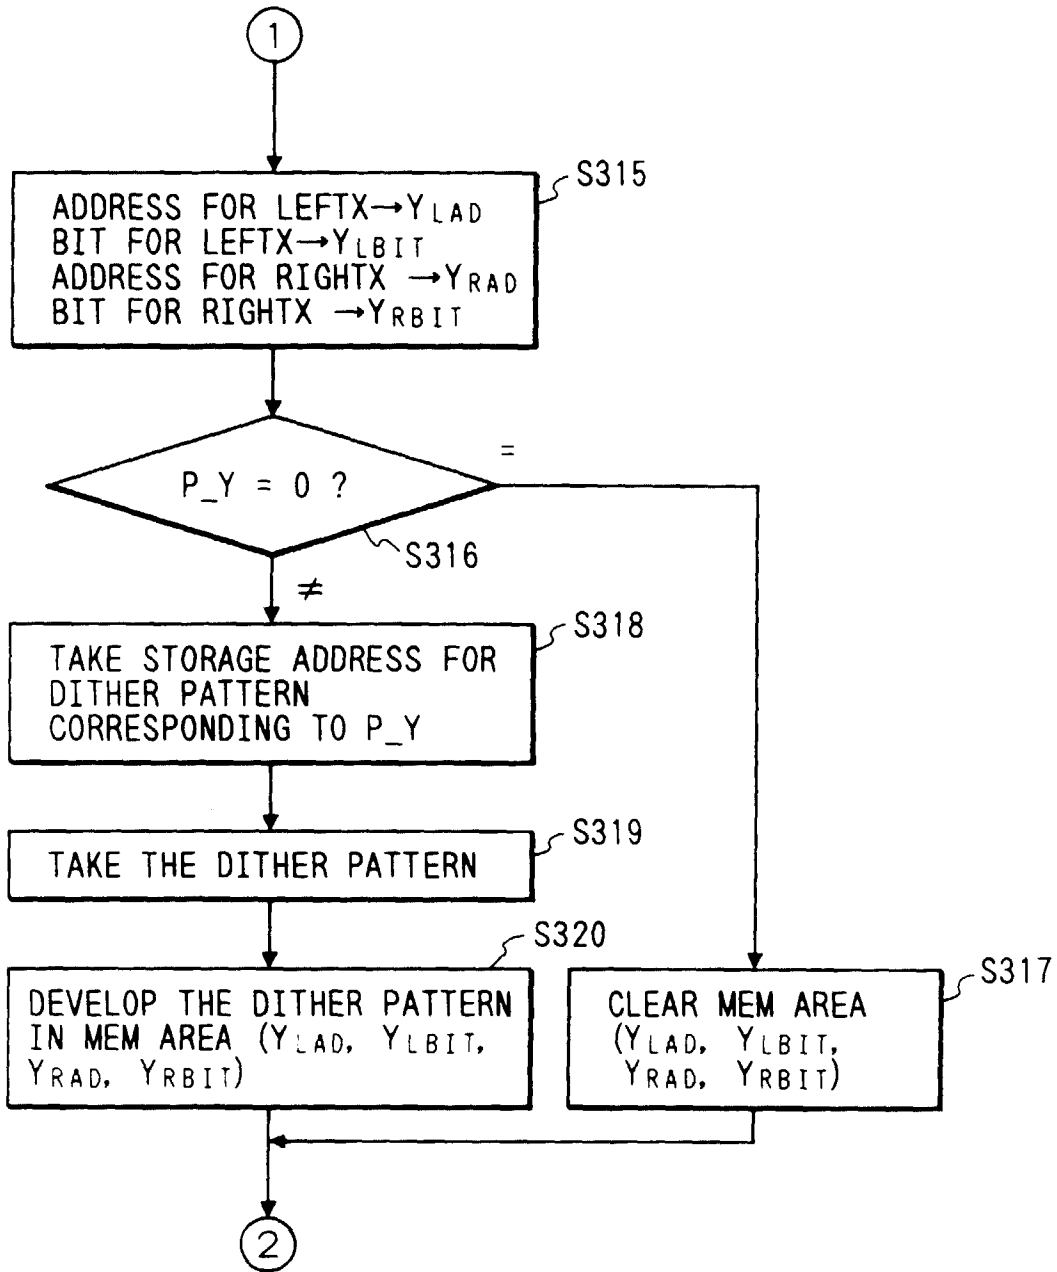 1
S315
ADDRESS FOR LEFTX→YLAD
BIT FOR LEFTX→YLBIT
ADDRESS FOR RIGHTX →YRAD
BIT FOR RIGHTX →YRBIT
=
P_Y = 0 ?
S316
≠
S318
TAKE STORAGE ADDRESS FOR
DITHER PATTERN
CORRESPONDING TO P_Y
S319
TAKE THE DITHER PATTERN
S320
DEVELOP THE DITHER PATTERN
IN MEM AREA (YLAD, YLBIT,
YRAD, YRBIT)
S317
CLEAR MEM AREA
(YLAD, YLBIT,
YRAD, YRBIT)
2